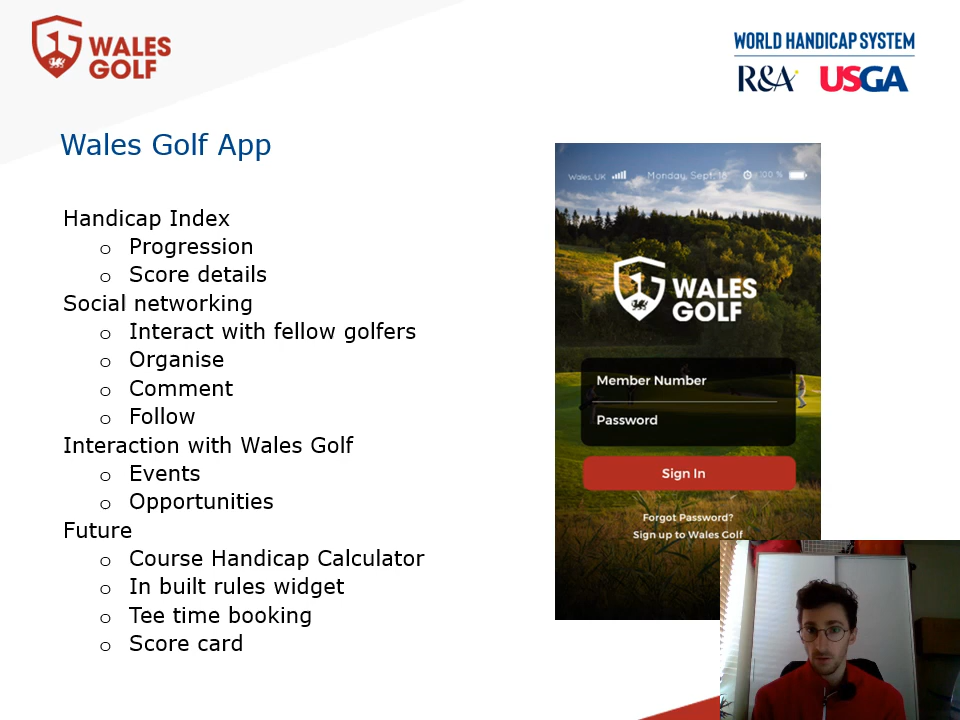 WALES
GOLF
WORLD HANDICAP SYSTEM
R&A USGA
Wales Golf App
Handicap Index
o Progression
o Score details
Social networking
o Interact with fellow golfers
o Organise
o Comment
o Follow
Interaction with Wales Golf
o Events
o Opportunities
Future
o Course Handicap Calculator
o In built rules widget
o Tee time booking
o Score card
Wales, UK Monday, Sept. 18 100 %
WALES
GOLF
Member Number
Password
Sign In
Forgot Password?
Sign up to Wales Golf